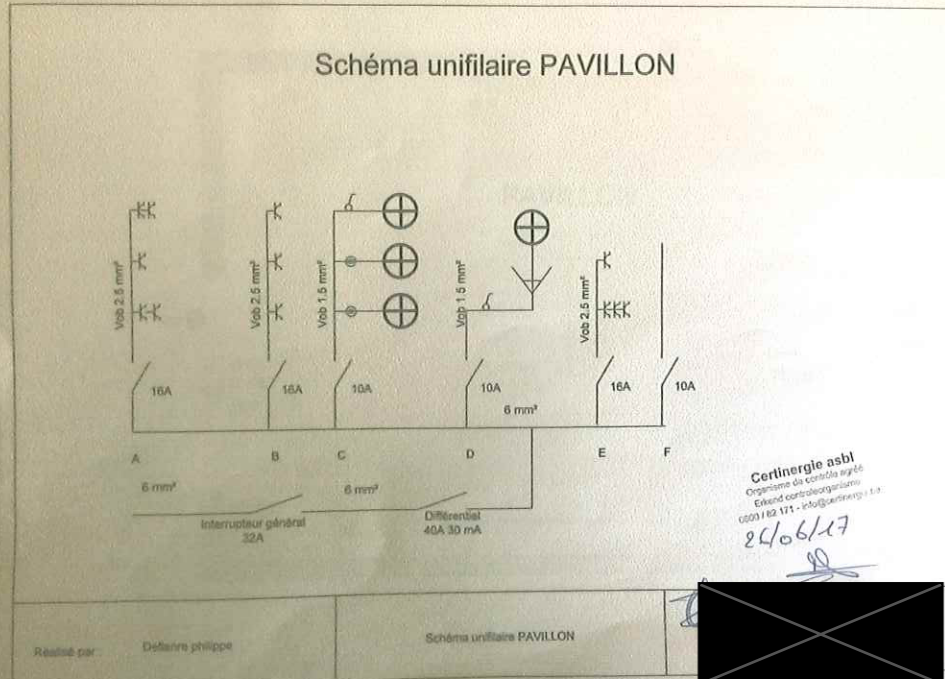 Schéma unifilaire PAVILLON
Vob 2.5 mm²
Vob 2.5 mm²
Vob 1.5 mm²
Vob 1.5 mm²
Vob 2.5 mm²
16A
16A
10A
10A
16A
10A
6 mm²
A
B
C
D
E
F
6 mm²
6 mm²
Interrupteur général
32A
Différentiel
40A 30 mA
Certinergie asbl
Organisme de contrôle agréé
Erkend controleorganisme
26/06/17
Réalisé par :
philippe
Schéma unifilaire PAVILLON